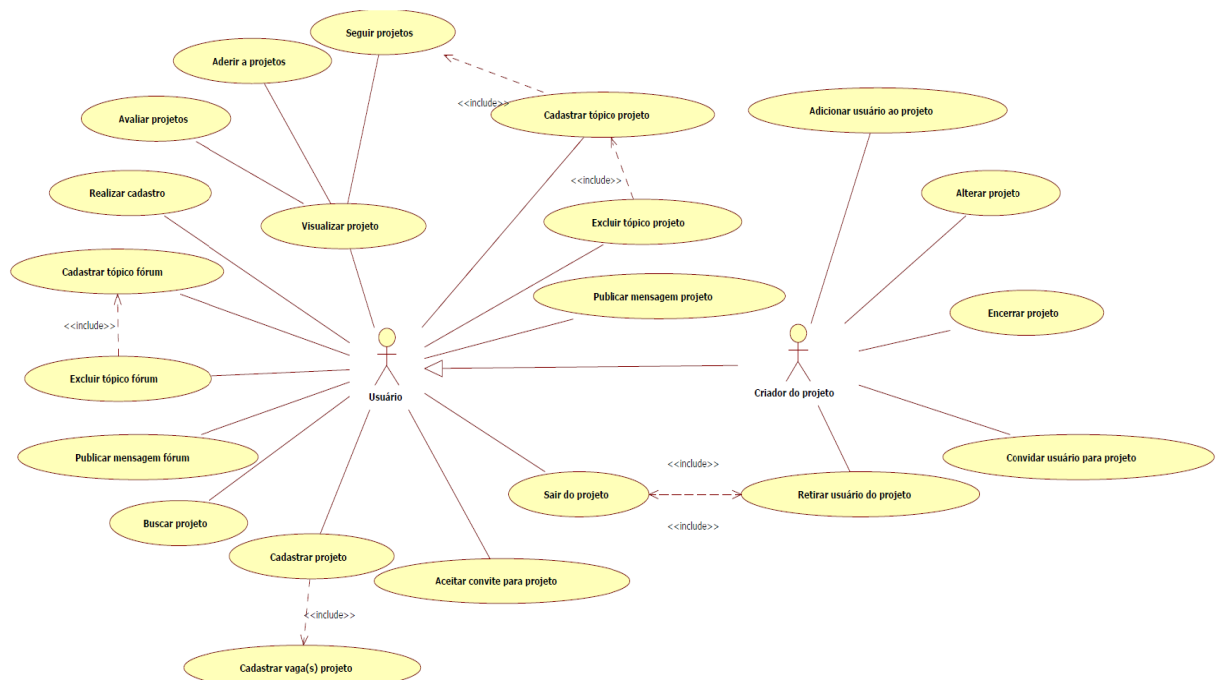 Seguir projetos
Aderir a projetos
<<include>>
Cadastrar tópico projeto
Adicionar usuário ao projeto
Avaliar projetos
<<include>>
Realizar cadastro
Alterar projeto
Visualizar projeto
Excluir tópico projeto
Cadastrar tópico fórum
Publicar mensagem projeto
Encerrar projeto
<<include>>
Excluir tópico fórum
Usuário
Criador do projeto
Publicar mensagem fórum
Convidar usuário para projeto
<<include>>
Sair do projeto
Retirar usuário do projeto
Buscar projeto
<<include>>
Cadastrar projeto
Aceitar convite para projeto
<<include>>
Cadastrar vaga(s) projeto